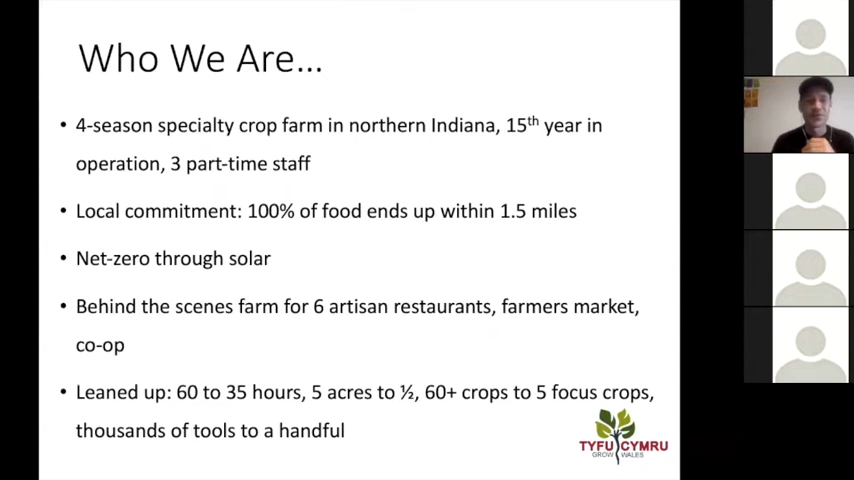 Who We Are...
• 4-season specialty crop farm in northern Indiana, 15th year in
operation, 3 part-time staff
• Local commitment: 100% of food ends up within 1.5 miles
• Net-zero through solar
• Behind the scenes farm for 6 artisan restaurants, farmers market,
co-op
• Leaned up: 60 to 35 hours, 5 acres to ½, 60+ crops to 5 focus crops,
thousands of tools to a handful
TYFU CYMRU
GROW WALES